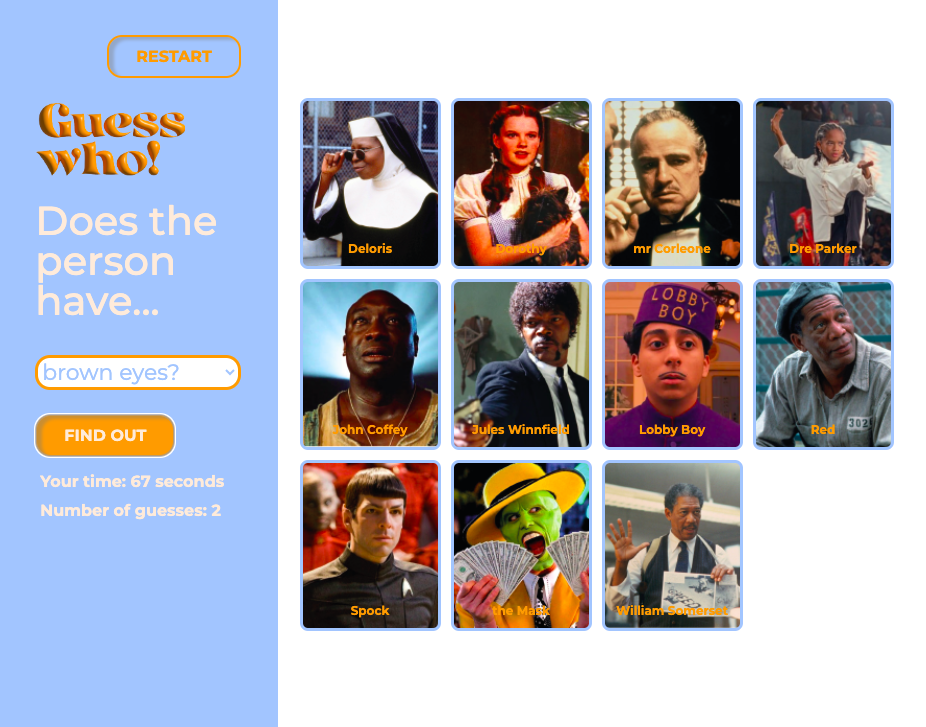 RESTART
Guess
who!
Does the
person
have...
brown eyes?
FIND OUT
Your time: 67 seconds
Number of guesses: 2
Deloris
Dorothy
mr Corleone
Dre Parker
LOBBY
BOY
302
John Coffey
Jules Winnfield
Lobby Boy
Red
Spock
the Mask
William Somerset